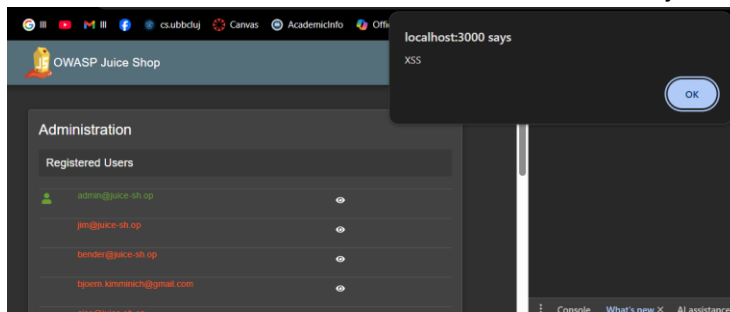 III
III
cs.ubbcluj
Canvas
AcademicInfo
localhost:3000 says
XSS
OK
OWASP Juice Shop
Administration
Registered Users
admin@juice-sh.op
jim@juice-sh.op
bender@juice-sh.op
bjoern.kimminich@gmail.com
Console What's new × AI assistance